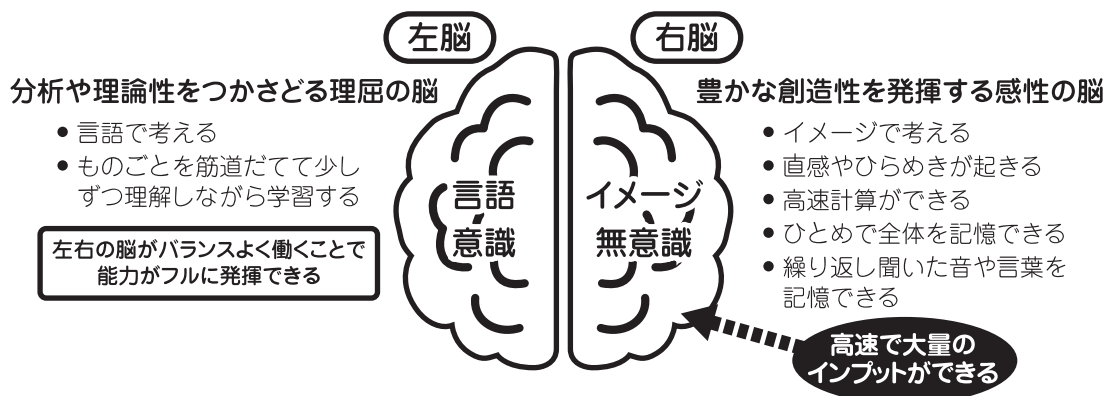 左脳
分析や理論性をつかさどる理屈の脳
• 言語で考える
• ものごとを筋道だてて少し
ずつ理解しながら学習する
左右の脳がバランスよく働くことで
能力がフルに発揮できる
言語
意識
右脳
豊かな創造性を発揮する感性の脳
• イメージで考える
• 直感やひらめきが起きる
• 高速計算ができる
• ひとめで全体を記憶できる
• 繰り返し聞いた音や言葉を
記憶できる
イメージ
無意識
高速で大量の
インプットができる